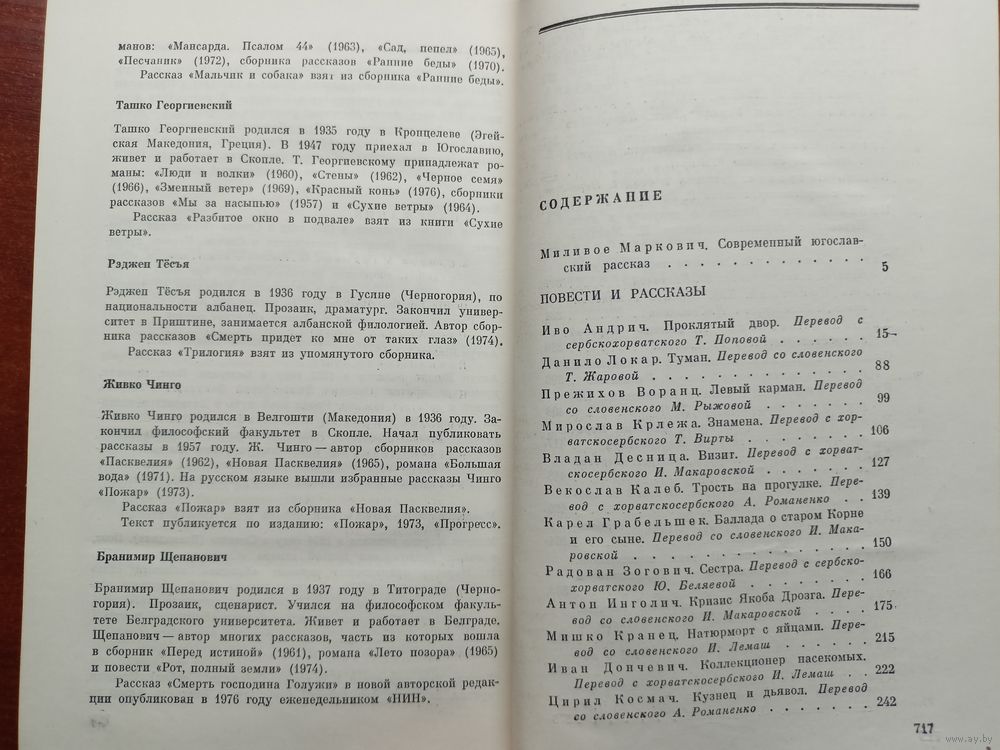 манов: «Мансарда. Псалом 44» (1963), «Сад, пепел» (1965),
«Песчаник» (1972), сборника рассказов «Ранние беды» (1970).
Рассказ «Мальчик и собака» взят из сборника «Ранние беды».
Ташко Георгиевский
Ташко Георгиевский родился в 1935 году в Кронцелеве (Эгей-
ская Македония, Греция). В 1947 году приехал в Югославию,
живет и работает в Скопле. Т. Георгиевскому принадлежат ро-
маны: «Люди и волки» (1960), «Стены» (1962), «Черное семя»
(1966), «Змеиный ветер» (1969), «Красный конь» (1976), сборники
рассказов «Мы за насыпью» (1957) и «Сухие ветры» (1964).
Рассказ «Разбитое окно в подвале» взят из книги «Сухие
ветры».
Рэджеп Тёсъя
Рэджеп Тёсъя родился в 1936 году в Гусине (Черногория), по
национальности албанец. Прозаик, драматург. Закончил универ-
ситет в Приштине, занимается албанской филологией. Автор сбор-
ника рассказов «Смерть придет ко мне от таких глаз» (1974).
Рассказ «Трилогия» взят из упомянутого сборника.
Живко Чинго
Живко Чинго родился в Велгошти (Македония) в 1936 году. За-
кончил философский факультет в Скопле. Начал публиковать
рассказы в 1957 году. Ж. Чинго — автор сборников рассказов
«Пасквелия» (1962), «Новая Пасквелия» (1965), романа «Большая
вода» (1971). На русском языке вышли избранные рассказы Чинго
«Пожар» (1973).
Рассказ «Пожар» взят из сборника «Новая Пасквелия».
Текст публикуется по изданию: «Пожар», 1973, «Прогресс».
Бранимир Щепанович
Бранимир Щепанович родился в 1937 году в Титограде (Черно-
гория). Прозаик, сценарист. Учился на философском факуль-
тете Белградского университета. Живет и работает в Белграде.
Щепанович — автор многих рассказов, часть из которых вошла
в сборник «Перед истиной» (1961), романа «Лето позора» (1965)
и повести «Рот, полный земли» (1974).
Рассказ «Смерть господина Голужи» в новой авторской редак-
ции опубликован в 1976 году еженедельником «НИН».
СОДЕРЖАНИЕ
Миливое Маркович. Современный югослав-
ский рассказ . . . . . . . . . . . . . 5
ПОВЕСТИ И РАССКАЗЫ
Иво Андрич. Проклятый двор. Перевод с
сербскохорватского Т. Поповой . . . . . . 15
Данило Локар. Туман. Перевод со словенского
Т. Жаровой . . . . . . . . . . . . . 88
Прежихов Воранц. Левый карман. Перевод
со словенского М. Рыжовой . . . . . . . 99
Мирослав Крлежа. Знамена. Перевод с хор-
ватскосербского Т. Вирты . . . . . . . . 106
Владан Десница. Визит. Перевод с хорват-
скосербского И. Макаровской . . . . . . . 127
Векослав Калеб. Трость на прогулке. Пере-
вод с хорватскосербского А. Романенко . . 139
Карел Грабельшек. Баллада о старом Корне
и его сыне. Перевод со словенского И. Мака-
ровской . . . . . . . . . . . . . . 150
Радован Зогович. Сестра. Перевод с сербско-
хорватского Ю. Беляевой . . . . . . . . 166
Антон Инголич. Кризис Якоба Дрозга. Пере-
вод со словенского И. Макаровской . . . . 175
Мишко Кранец. Натюрморт с яйцами. Пере-
вод со словенского И. Лемаш . . . . . . . 215
Иван Дончевич. Коллекционер насекомых.
Перевод с хорватскосербского И. Лемаш . . 222
Цирил Космач. Кузнец и дьявол. Перевод
со словенского А. Романенко . . . . . . . 242
717
www.ay.by